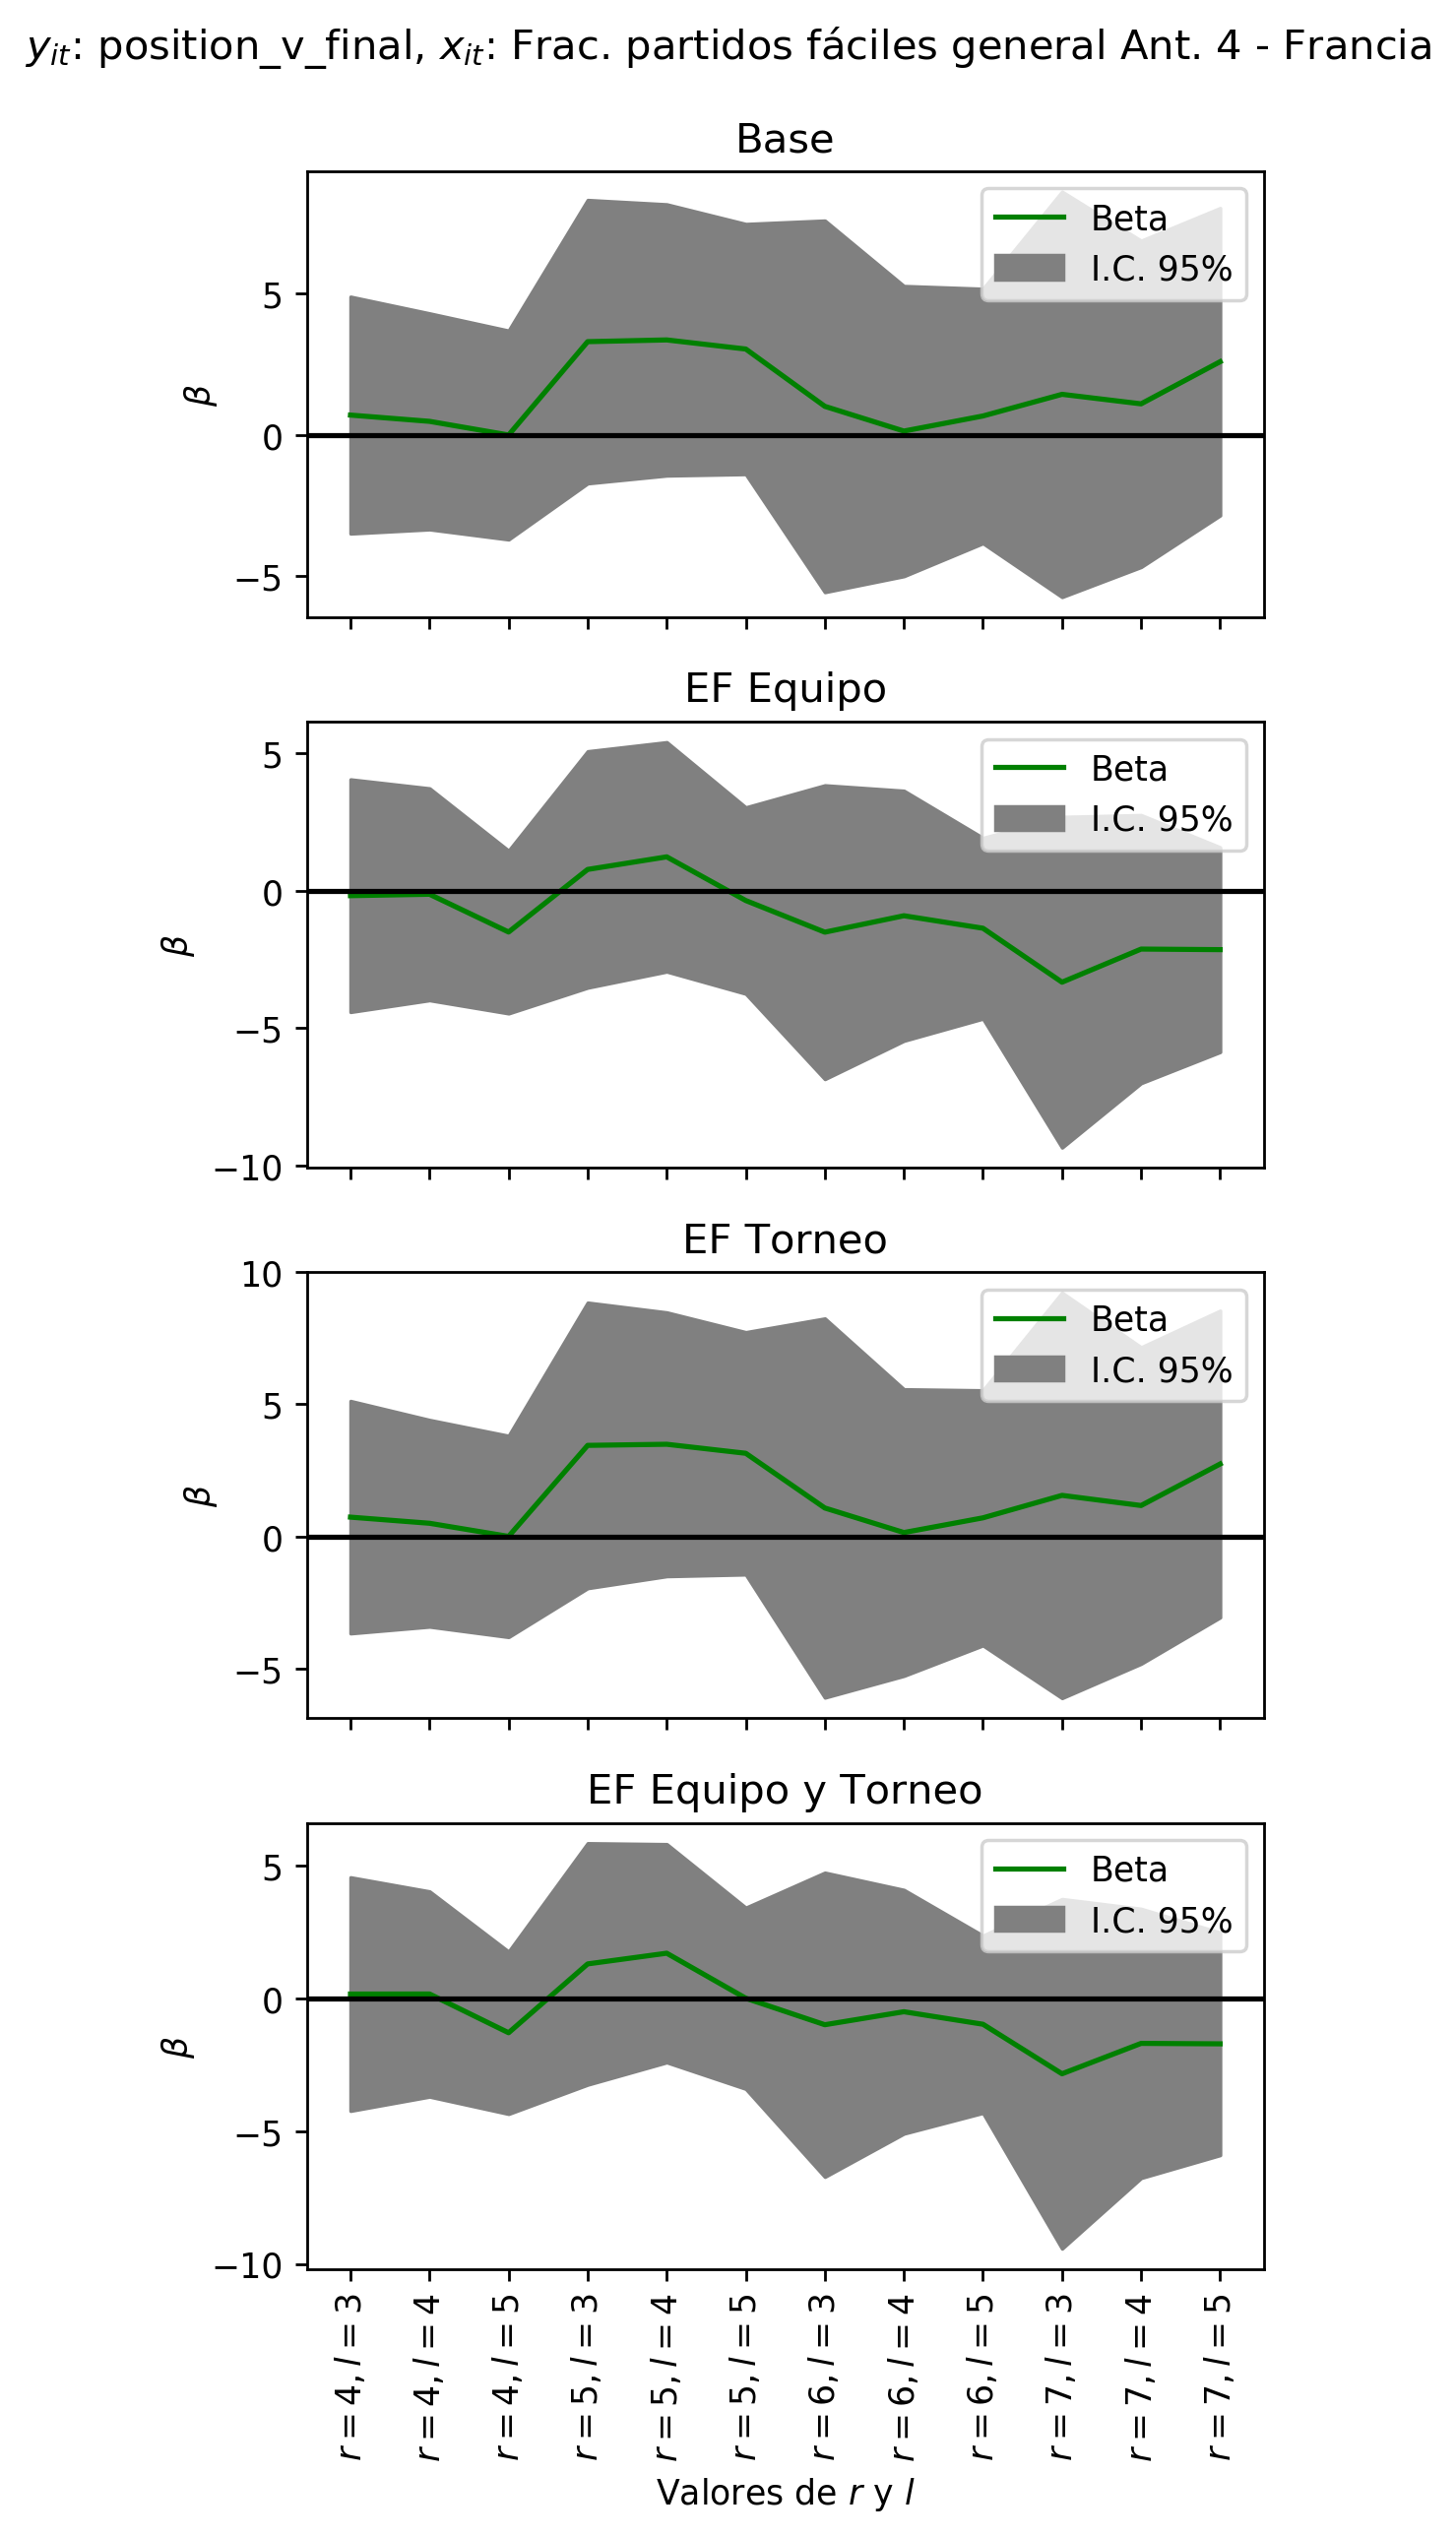 y_it: position_v_final, x_it: Frac. partidos fáciles general Ant. 4 - Francia
Base
Beta
I.C. 95%
5
0
−5
β
EF Equipo
Beta
I.C. 95%
5
0
−5
−10
β
EF Torneo
Beta
I.C. 95%
10
5
0
−5
β
EF Equipo y Torneo
Beta
I.C. 95%
5
0
−5
−10
β
r = 4, l = 3
r = 4, l = 4
r = 4, l = 5
r = 5, l = 3
r = 5, l = 4
r = 5, l = 5
r = 6, l = 3
r = 6, l = 4
r = 6, l = 5
r = 7, l = 3
r = 7, l = 4
r = 7, l = 5
Valores de r y l